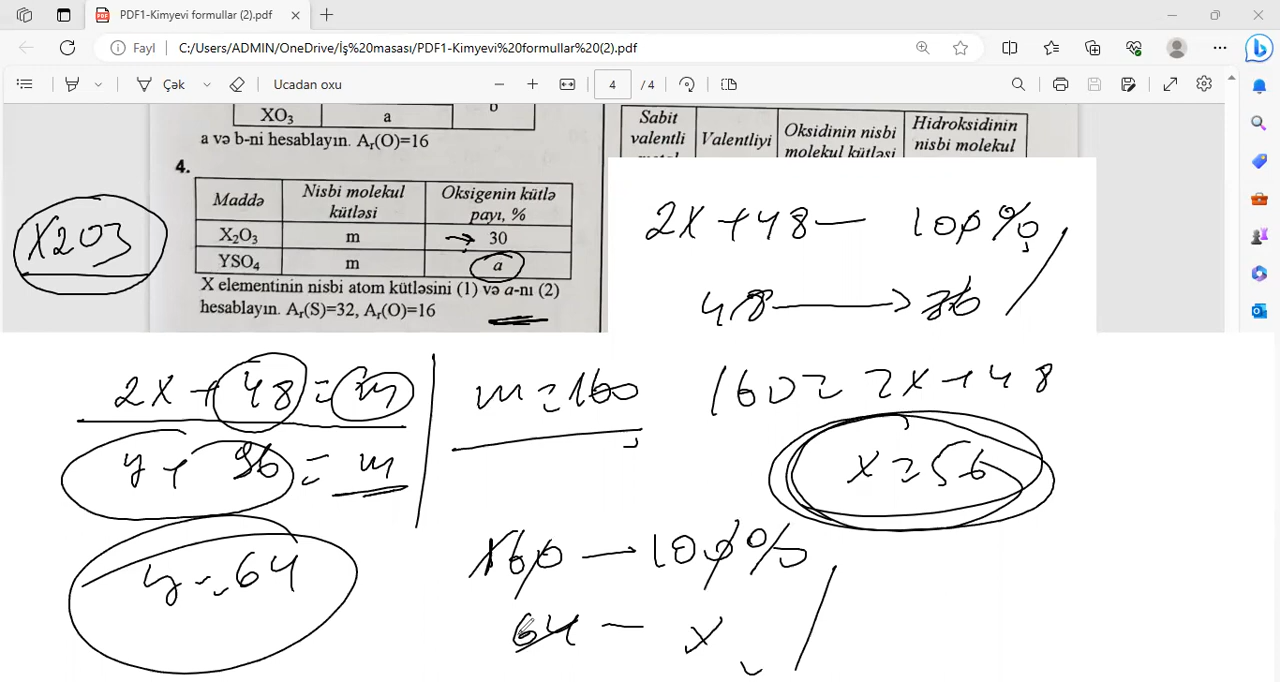 PDF1-Kimyevi formullar (2).pdf
Fayl C:/Users/ADMIN/OneDrive/İş%20masası/PDF1-Kimyevi%20formullar%20(2).pdf
Çək Ucadan oxu 4 /4
XO3 a b
a və b-ni hesablayın. Ar(O)=16
Sabit valentli Valentliyi Oksidinin nisbi molekul kütləsi Hidroksidinin nisbi molekul
4.
Maddə Nisbi molekul kütləsi Oksigenin kütlə payı, %
X2O3 m → 30
YSO4 m a
X elementinin nisbi atom kütləsini (1) və a-nı (2)
hesablayın. Ar(S)=32, Ar(O)=16
X2O3
2x+48 — 100%
48 → 30
2x+48=m
y+96=m
y=64
m=160
160=2x+48
x=56
160 — 100%
64 — x